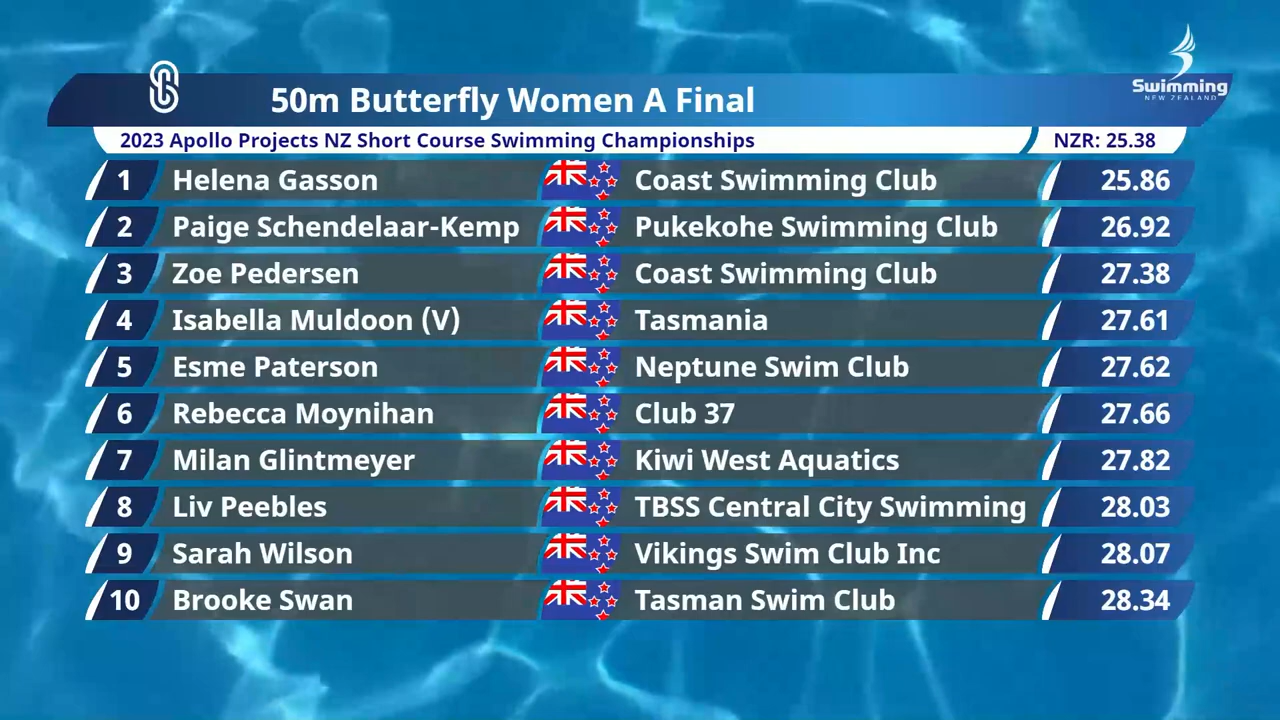 50m Butterfly Women A Final
Swimming
NEW ZEALAND
2023 Apollo Projects NZ Short Course Swimming Championships NZR: 25.38
1 Helena Gasson Coast Swimming Club 25.86
2 Paige Schendelaar-Kemp Pukekohe Swimming Club 26.92
3 Zoe Pedersen Coast Swimming Club 27.38
4 Isabella Muldoon (V) Tasmania 27.61
5 Esme Paterson Neptune Swim Club 27.62
6 Rebecca Moynihan Club 37 27.66
7 Milan Glintmeyer Kiwi West Aquatics 27.82
8 Liv Peebles TBSS Central City Swimming 28.03
9 Sarah Wilson Vikings Swim Club Inc 28.07
10 Brooke Swan Tasman Swim Club 28.34